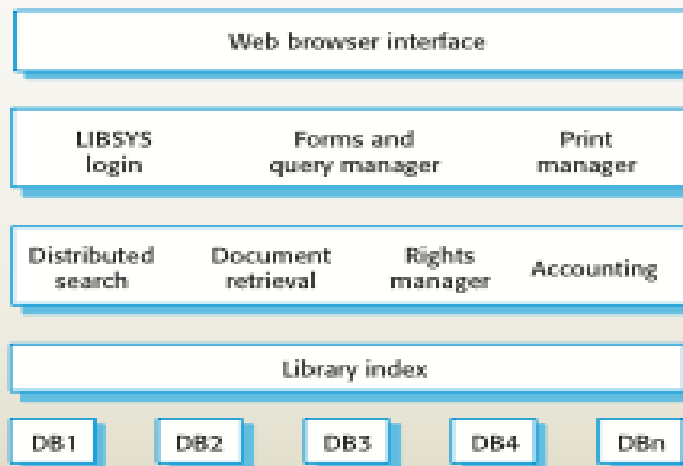 Web browser interface
LIBSYS login
Forms and query manager
Print manager
Distributed search
Document retrieval
Rights manager
Accounting
Library index
DB1
DB2
DB3
DB4
DBn